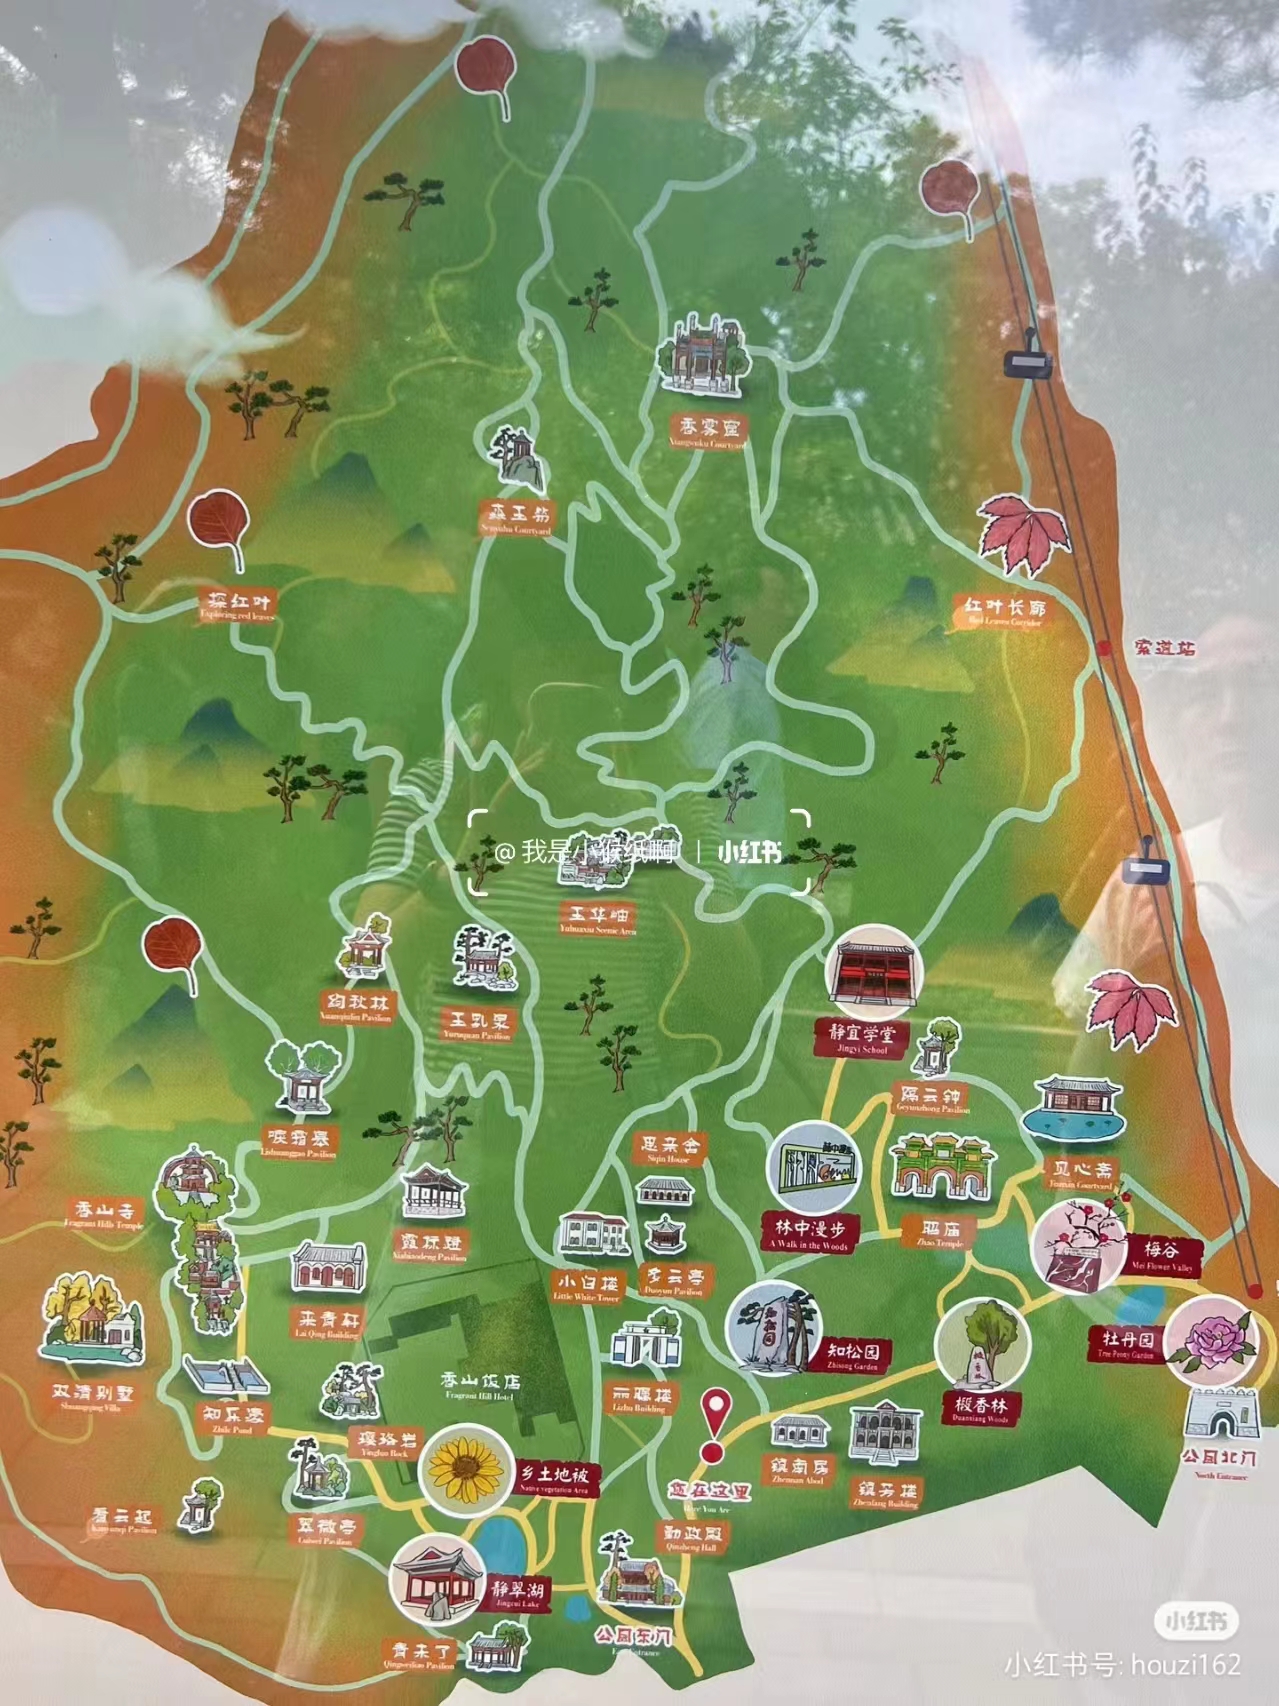 香雾窟
Xiangwuku Courtyard
森玉笏
Senyuhu Courtyard
探红叶
Exploring red leaves
红叶长廊
Red Leaves Corridor
索道站
@我是小猴纸啊 | 小红书
玉华岫
Yuhuaxiu Scenic Area
绚秋林
Xuanqiulin Pavilion
玉乳泉
Yuruquan Pavilion
静宜学堂
Jingyi School
隔云钟
Geyunzhong Pavilion
唳霜皋
Lishuanggao Pavilion
思亲舍
Siqin House
见心斋
香山寺
Fragrant Hills Temple
霞标蹬
Xiabiaodeng Pavilion
林中漫步
A Walk in the Woods
昭庙
Zhao Temple
梅谷
Mei Flower Valley
小白楼
Little White Tower
多云亭
Duoyun Pavilion
来青轩
Lai Qing Building
双清别墅
Shuangqing Villa
知乐濠
Zhile Pond
香山饭店
Fragrant Hill Hotel
丽瞩楼
Lizhu Building
知松园
Zhisong Garden
椴香林
Duanxiang Woods
牡丹园
Tree Peony Garden
公园北门
North Entrance
璎珞岩
Yingluo Rock
乡土地被
Native vegetation Area
您在这里
Here You Are
镇南房
Zhennan Abod
镇芳楼
Zhenfang Building
看云起
Kanyunqi Pavilion
翠微亭
Cuiwei Pavilion
勤政殿
Qinzheng Hall
静翠湖
Jingcui Lake
青未了
Qingweiliao Pavilion
公园东门
East Entrance
小红书
小红书号: houzi162